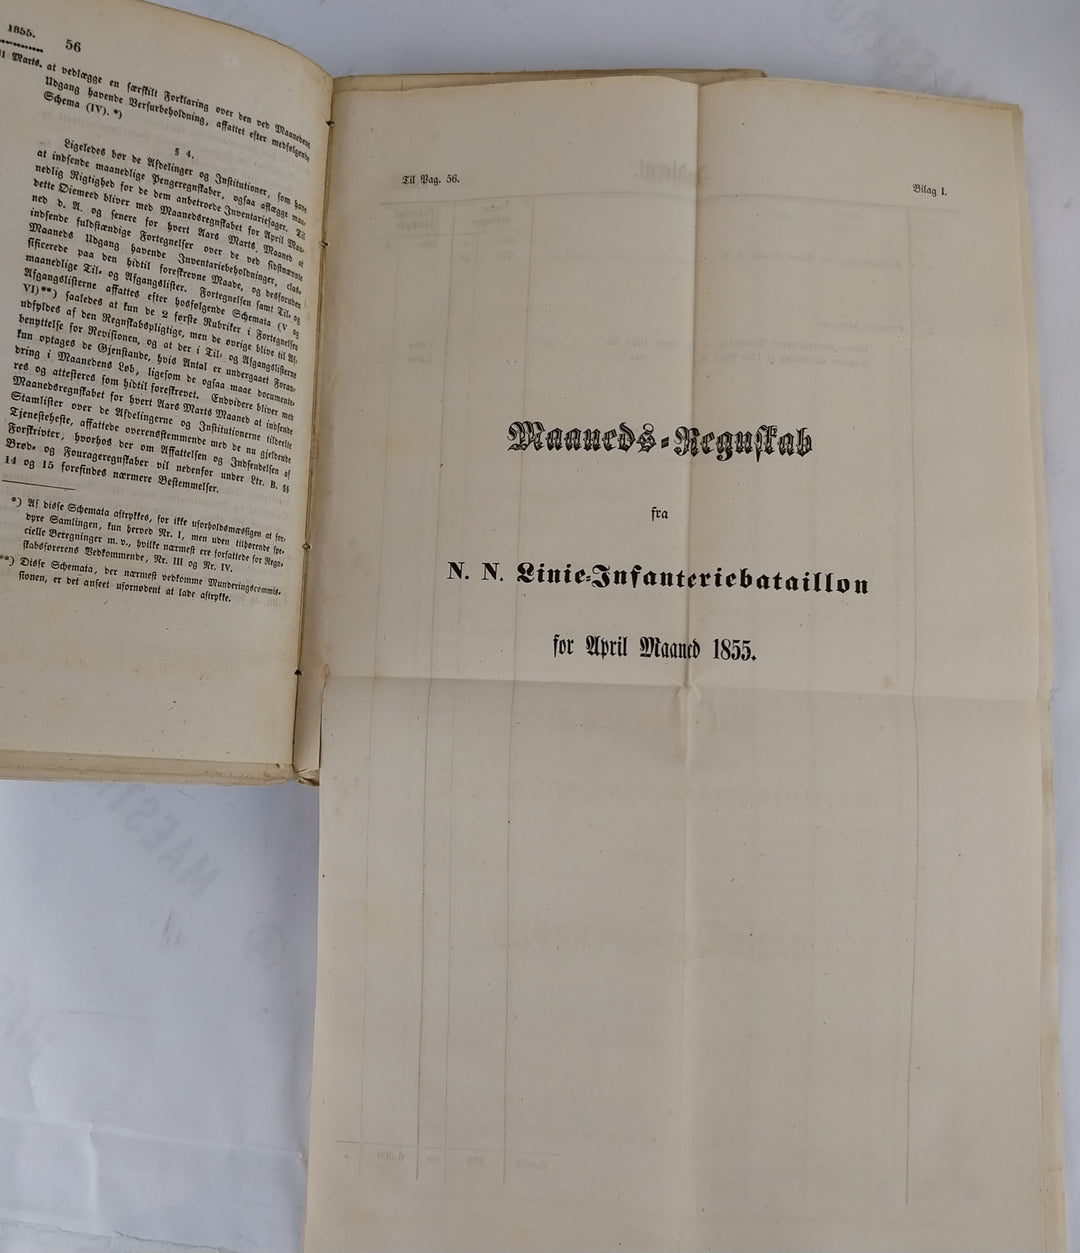 1855.
56
31 Marts.
at vedlægge en særskilt Forklaring over den ved Maanedens
Udgang havende Versurbeholdning, affattet efter medfølgende
Schema (IV). *)
§ 4.
Ligeledes bør de Afdelinger og Institutioner, som have
at indsende maanedlige Pengeregnskaber, ogsaa aflægge maa-
nedlig Rigtighed for de dem anbetroede Inventariesager. Til
dette Øiemeed bliver med Maanedsregnskabet for April Maa-
ned d. A. og senere for hvert Aars Marts Maaned at
indsende fuldstændige Fortegnelser over de ved sidstnævnte
Maaneds Udgang havende Inventariebeholdninger, clas-
sificerede paa den hidtil foreskrevne Maade, og desforuden
maanedlige Til- og Afgangslister. Fortegnelsen samt Til- og
Afgangslisterne affattes efter hosfølgende Schemata (V og
VI)**) saaledes at kun de 2 første Rubriker i Fortegnelsen
udfyldes af den Regnskabspligtige, men de øvrige blive til Af-
benyttelse for Revisionen, og at der i Til- og Afgangslisterne
kun optages de Gjenstande, hvis Antal er undergaaet Foran-
dring i Maanedens Løb, ligesom de ogsaa maae documente-
res og attesteres som hidtil foreskrevet. Endvidere bliver med
Maanedsregnskabet for hvert Aars Marts Maaned at indsende
Stamlister over de Afdelingerne og Institutionerne tildeelte
Tjenesteheste, affattede overensstemmende med de nu gjeldende
Forskrivter, hvorhos der om Affattelsen og Indsendelsen af
Brød- og Fourageregnskaber vil nedenfor under Ltr. B. §§
14 og 15 forefindes nærmere Bestemmelser.
*) Af disse Schemata aftrykkes, for ikke uforholdsmæssigen at for-
dyre Samlingen, kun herved Nr. I, men uden tilhørende spe-
cielle Beregninger m. v., hvilke nærmest ere forfattede for Regn-
skabsførerens Vedkommende, Nr. III og Nr. IV.
**) Disse Schemata, der nærmest vedkomme Munderingscommis-
sionen, er det anseet ufornødent at lade aftrykke.
Til Pag. 56.
Bilag I.
Maaneds-Regnskab
fra
N. N. Linie-Infanteriebataillon
for April Maaned 1855.